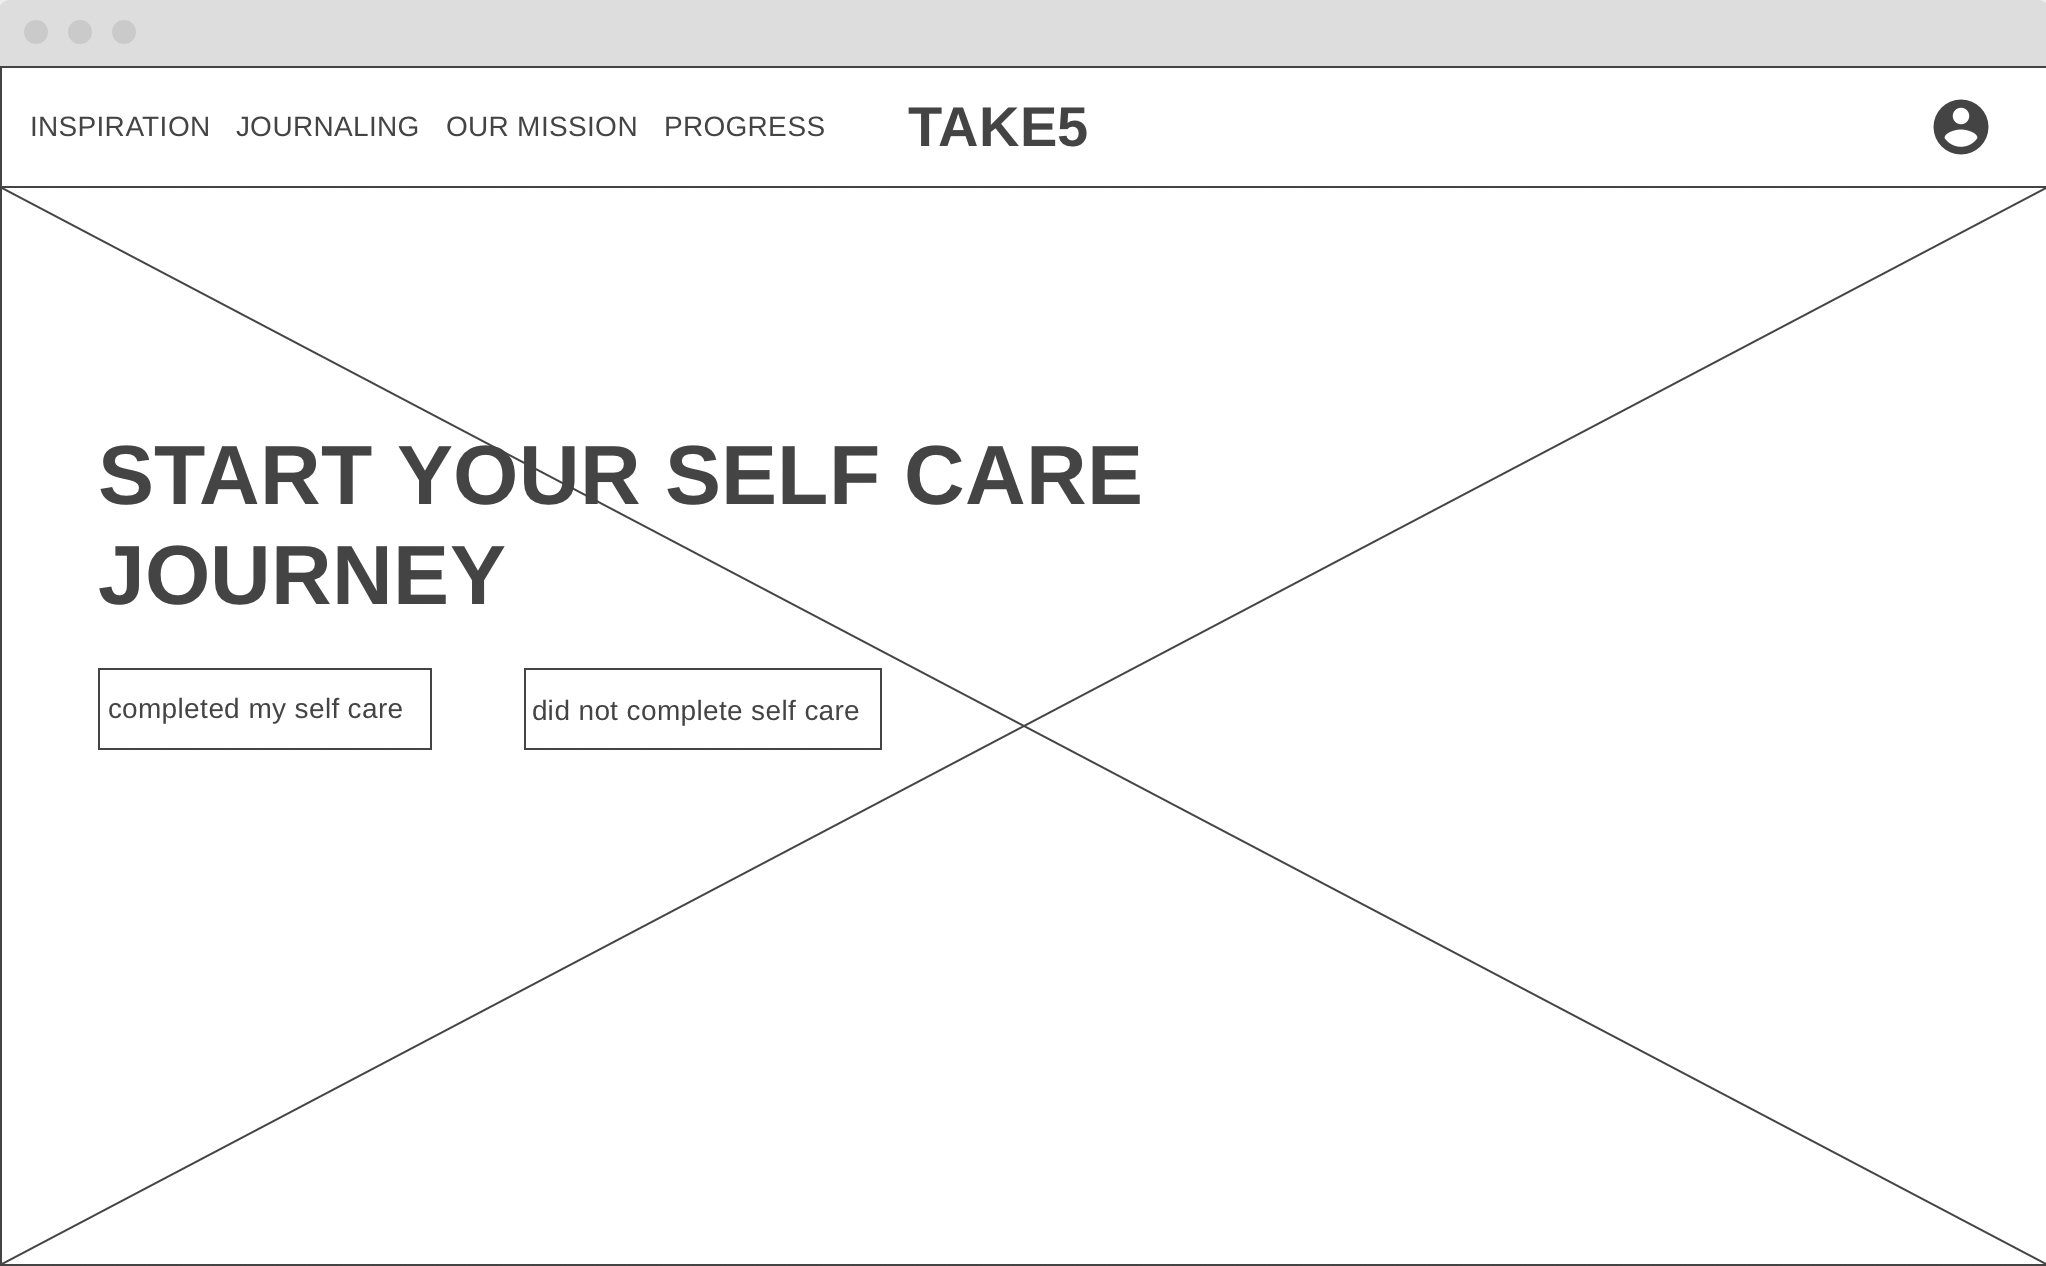 INSPIRATION JOURNALING OUR MISSION PROGRESS TAKE5
START YOUR SELF CARE
JOURNEY
completed my self care
did not complete self care